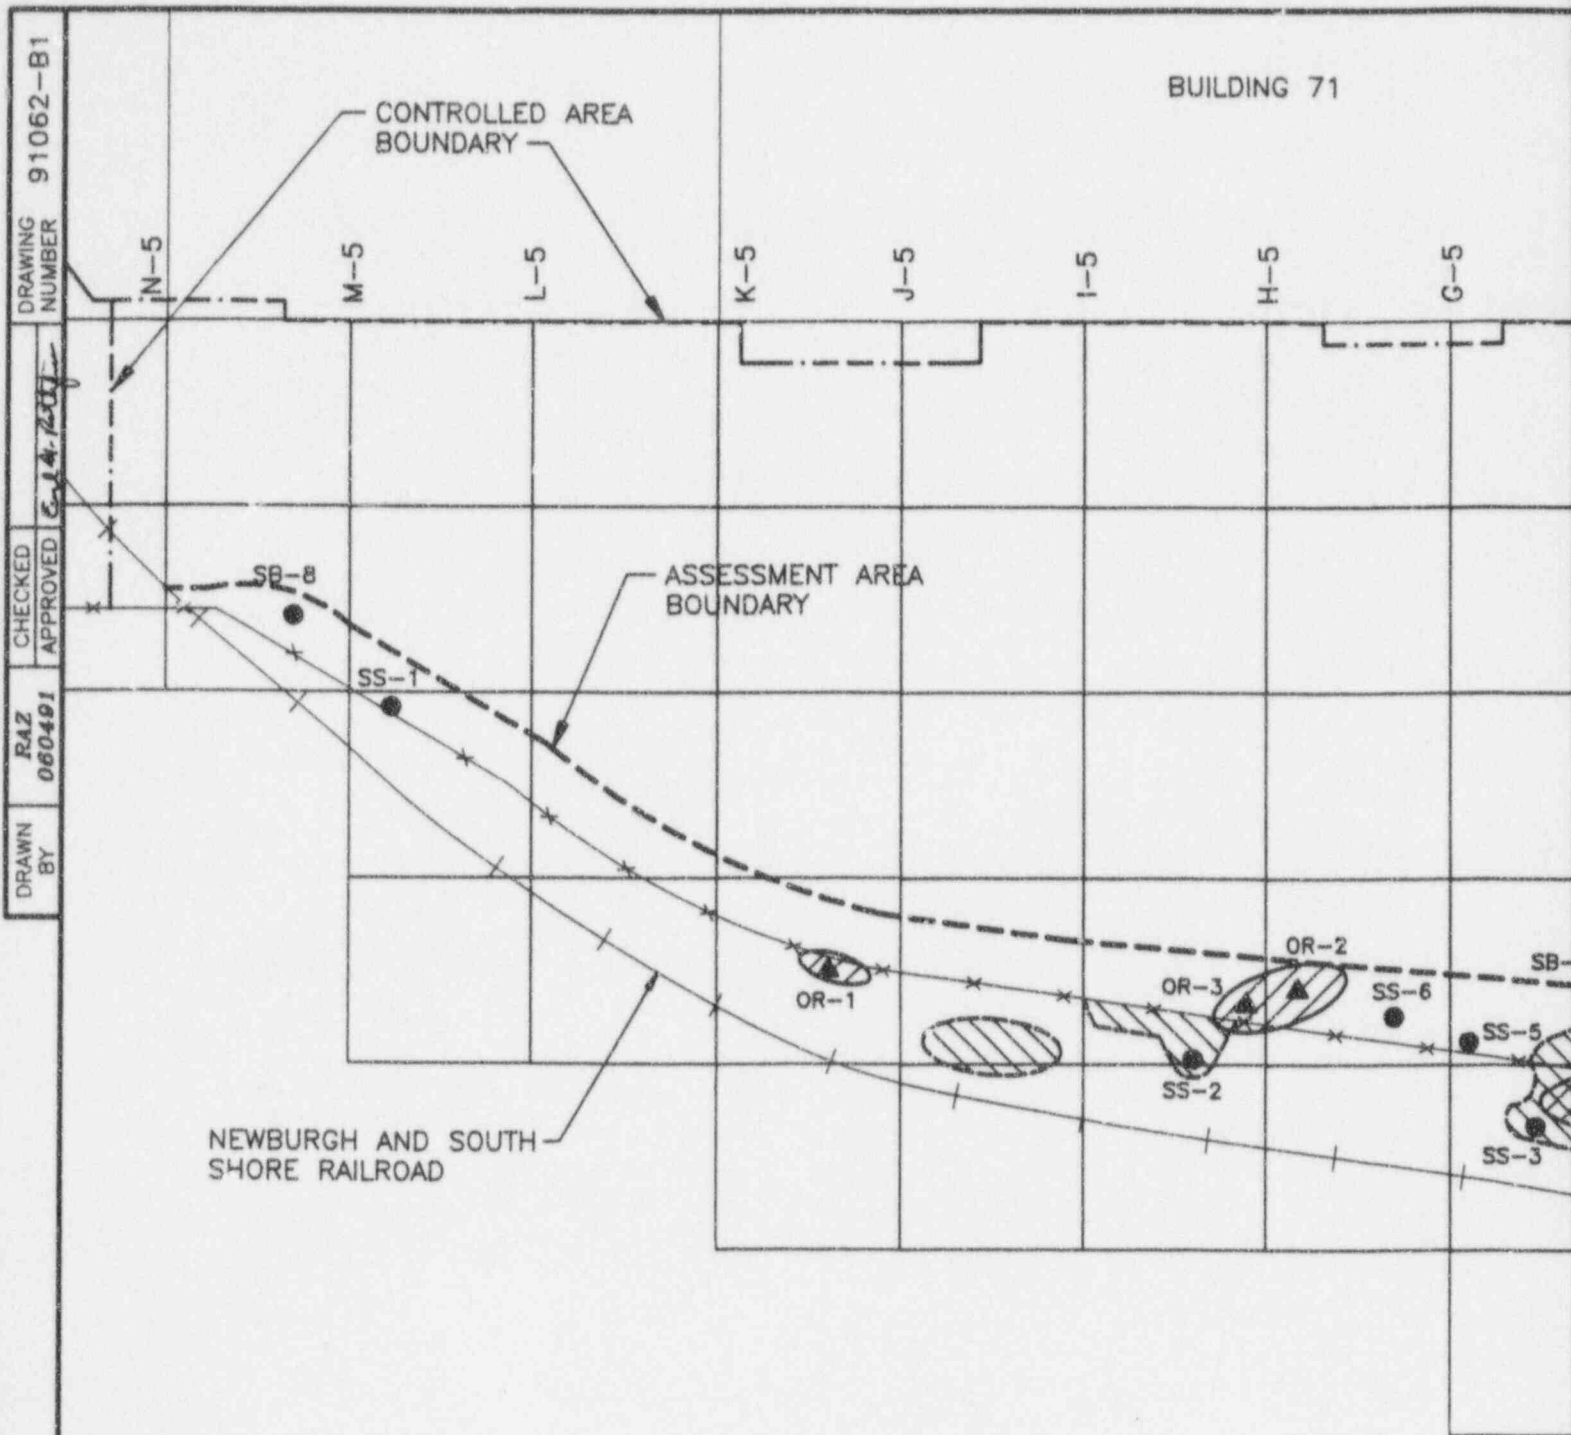 DRAWING NUMBER 91062-B1
CHECKED
APPROVED
DRAWN BY RAZ 060491
BUILDING 71
CONTROLLED AREA
BOUNDARY
N-5
M-5
L-5
K-5
J-5
I-5
H-5
G-5
SB-8
SS-1
ASSESSMENT AREA
BOUNDARY
OR-1
OR-2
OR-3
SS-6
SB-
SS-5
SS-2
SS-3
NEWBURGH AND SOUTH
SHORE RAILROAD